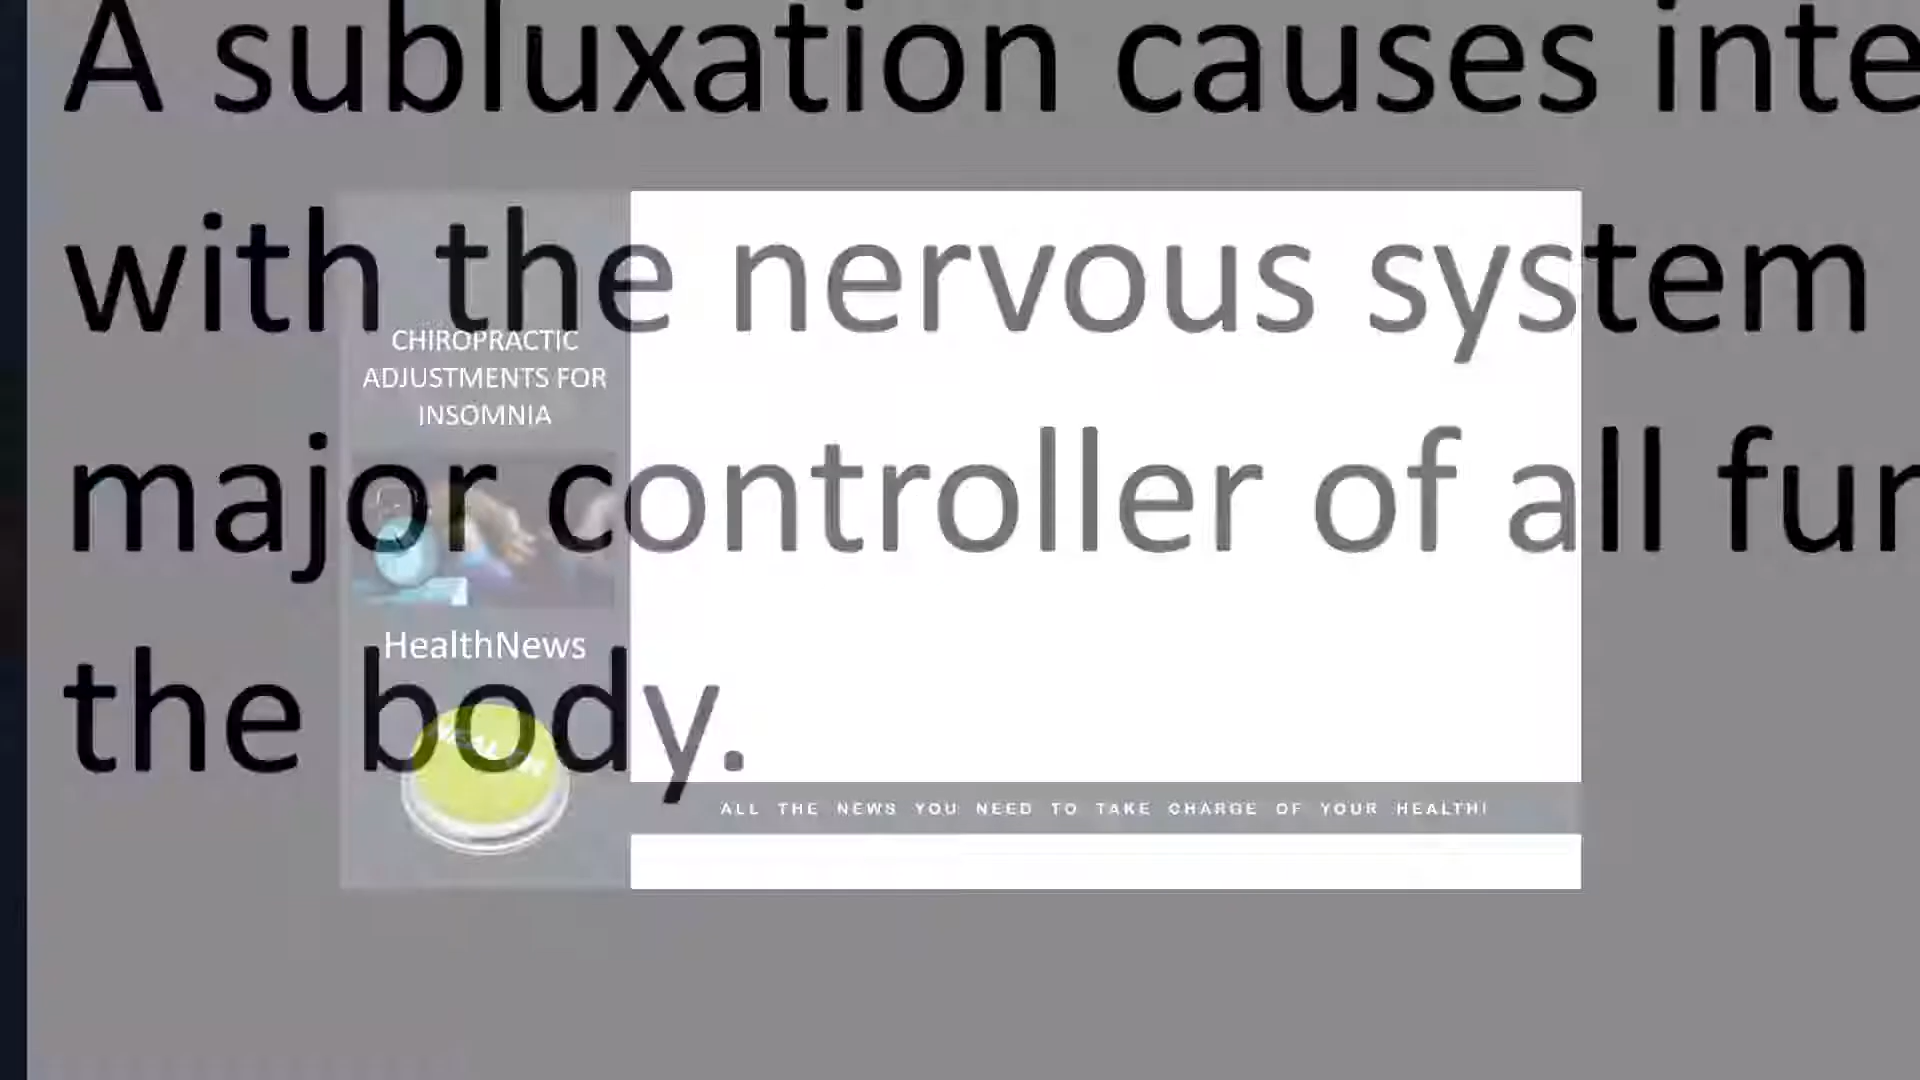 A subluxation causes inte
with the nervous system
major controller of all fur
the body.
CHIROPRACTIC
ADJUSTMENTS FOR
INSOMNIA
HealthNews
HEALTH
ALL THE NEWS YOU NEED TO TAKE CHARGE OF YOUR HEALTH!